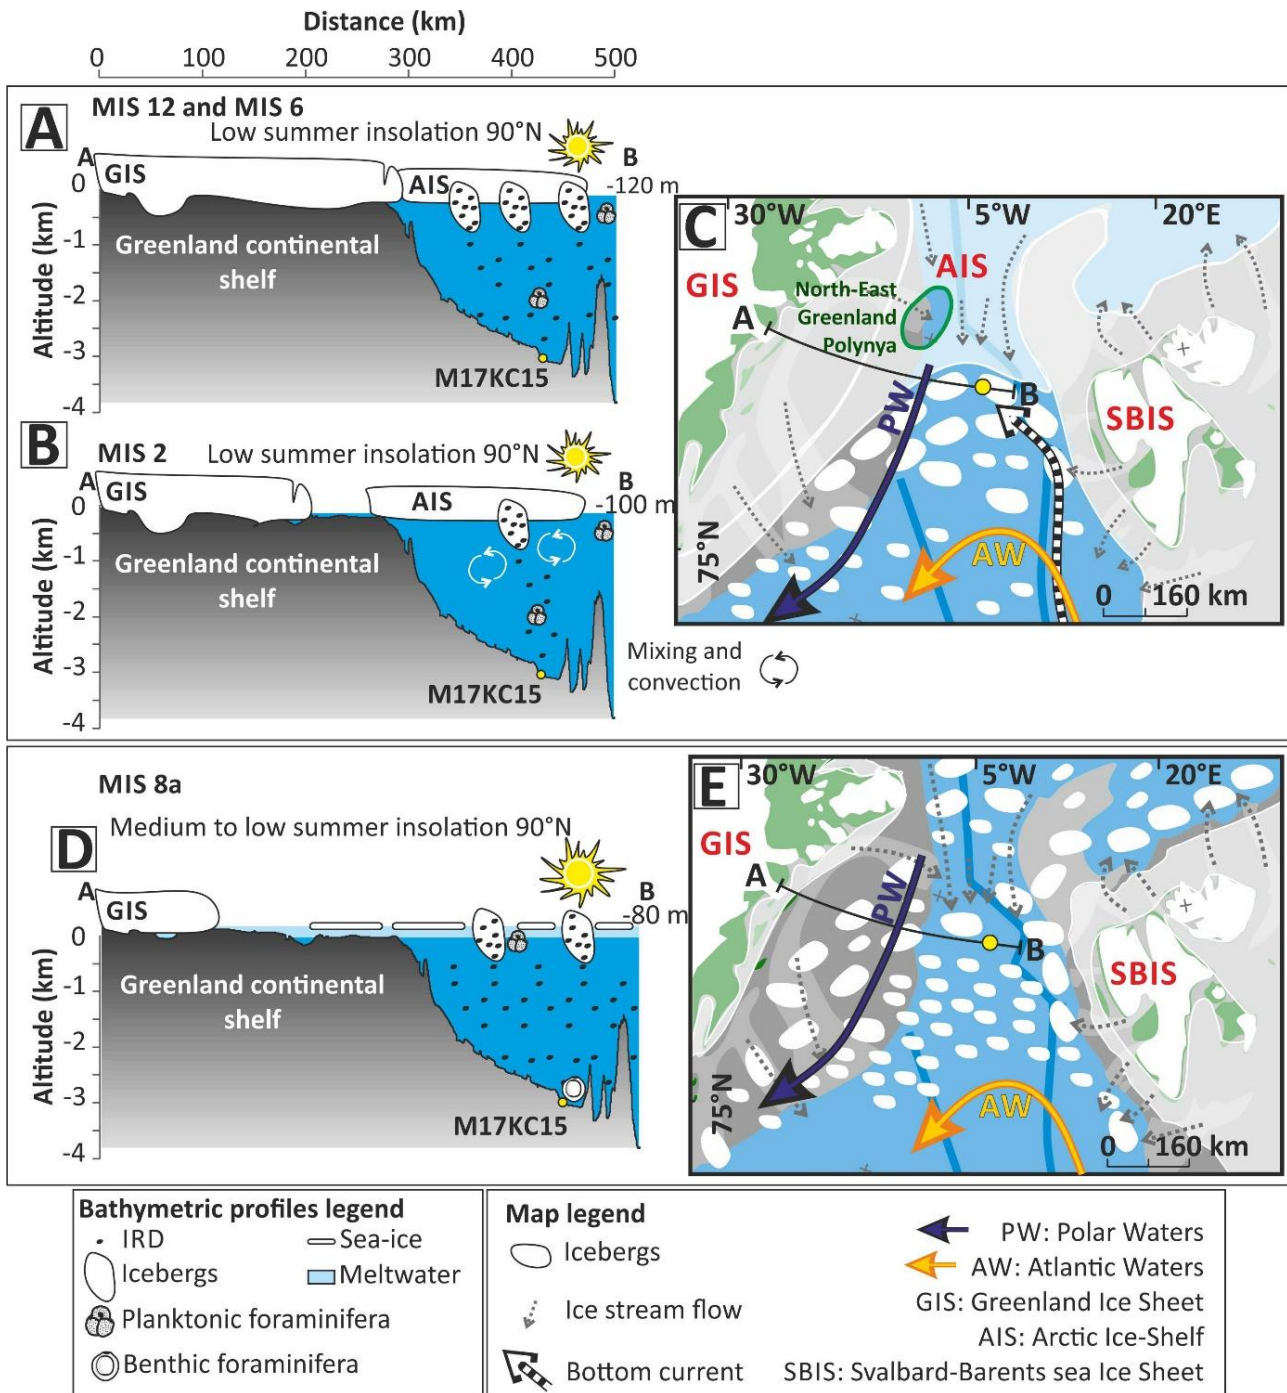 Distance (km)
0 100 200 300 400 500
A MIS 12 and MIS 6
Low summer insolation 90°N
A B
GIS AIS
-120 m
Altitude (km)
0
-1
-2
-3
-4
Greenland continental
shelf
M17KC15
B MIS 2
Low summer insolation 90°N
A B
GIS AIS
-100 m
Altitude (km)
0
-1
-2
-3
-4
Greenland continental
shelf
M17KC15
Mixing and
convection
C
30°W 5°W 20°E
GIS AIS
North-East
Greenland
Polynya
A B
PW
SBIS
AW
75°N
0 160 km
MIS 8a
D Medium to low summer insolation 90°N
A B
GIS
-80 m
Altitude (km)
0
-1
-2
-3
-4
Greenland continental
shelf
M17KC15
E
30°W 5°W 20°E
GIS
A B
PW
SBIS
AW
75°N
0 160 km
Bathymetric profiles legend
IRD Sea-ice
Icebergs Meltwater
Planktonic foraminifera
Benthic foraminifera
Map legend
Icebergs
Ice stream flow
Bottom current
PW: Polar Waters
AW: Atlantic Waters
GIS: Greenland Ice Sheet
AIS: Arctic Ice-Shelf
SBIS: Svalbard-Barents sea Ice Sheet